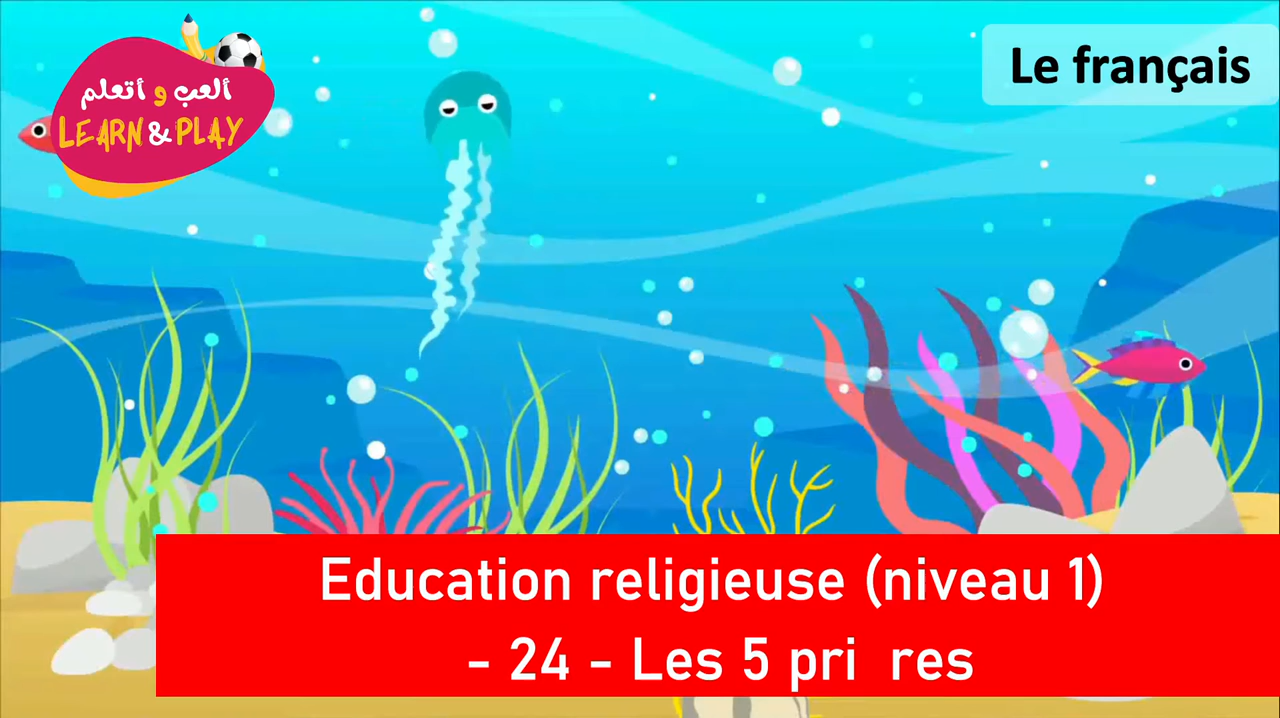 ألعب و أتعلم
LEARN & PLAY
Le français
Education religieuse (niveau 1)
- 24 - Les 5 pri  res